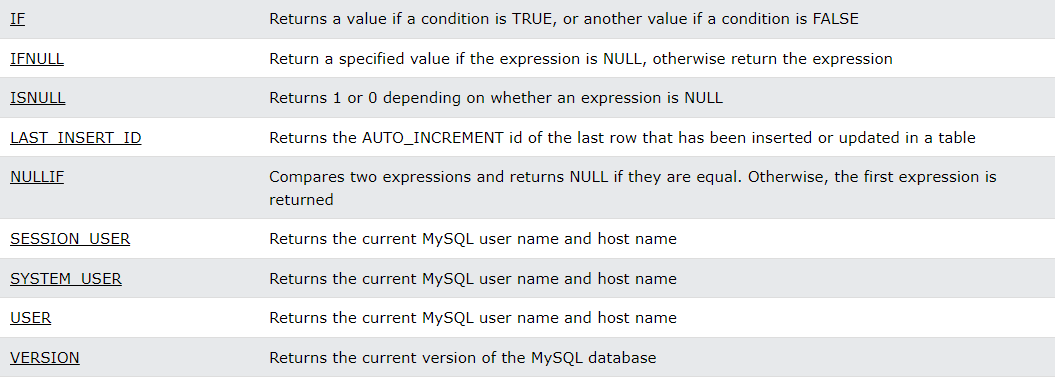 IF Returns a value if a condition is TRUE, or another value if a condition is FALSE
IFNULL Return a specified value if the expression is NULL, otherwise return the expression
ISNULL Returns 1 or 0 depending on whether an expression is NULL
LAST_INSERT_ID Returns the AUTO_INCREMENT id of the last row that has been inserted or updated in a table
NULLIF Compares two expressions and returns NULL if they are equal. Otherwise, the first expression is
returned
SESSION_USER Returns the current MySQL user name and host name
SYSTEM_USER Returns the current MySQL user name and host name
USER Returns the current MySQL user name and host name
VERSION Returns the current version of the MySQL database